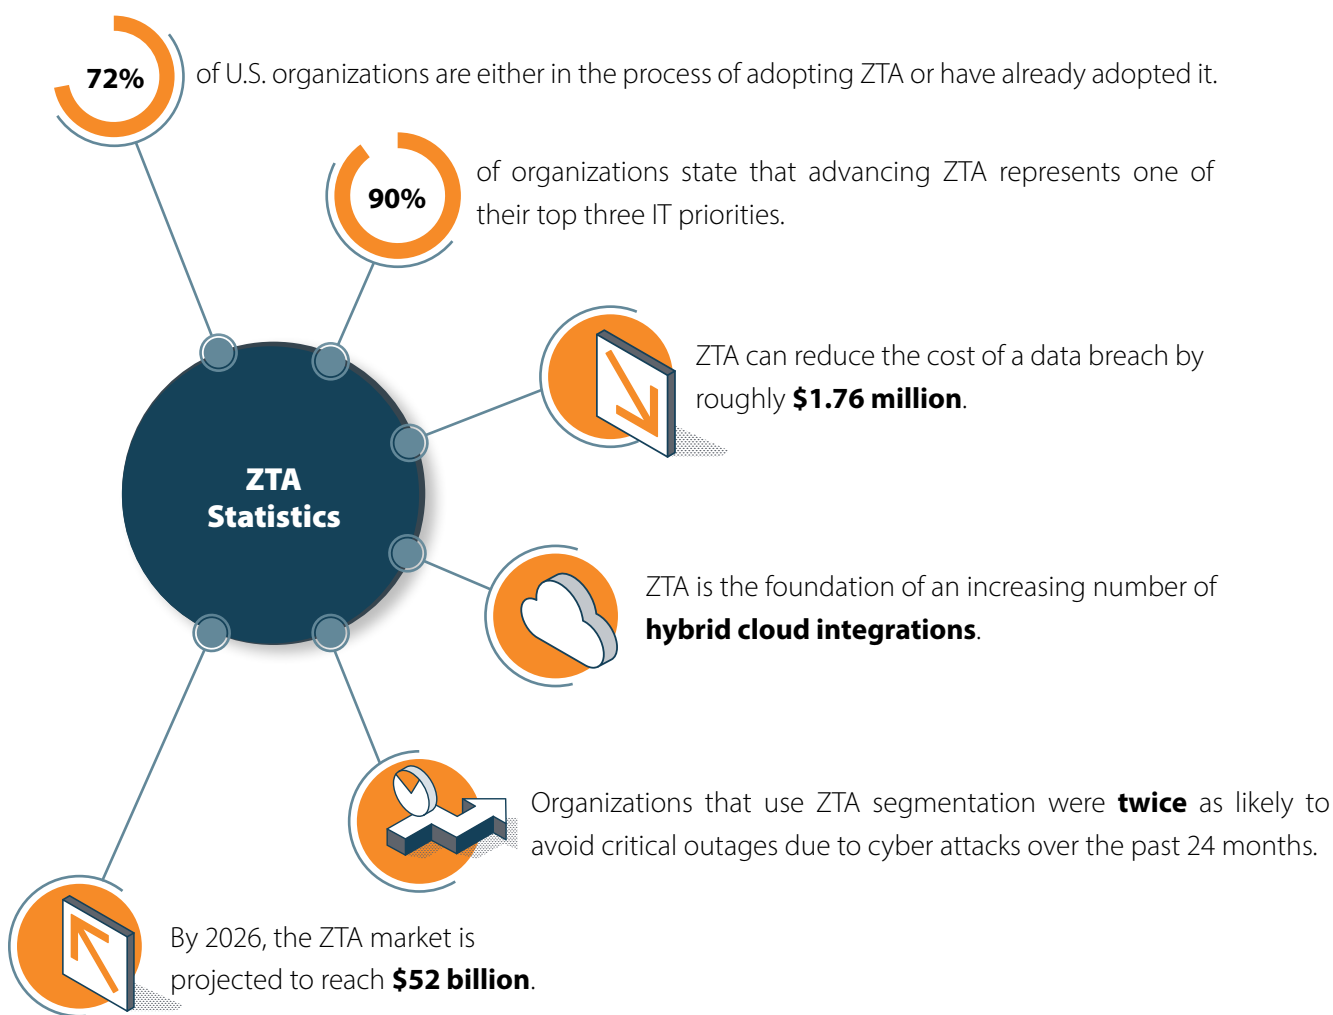 72%
of U.S. organizations are either in the process of adopting ZTA or have already adopted it.
90%
of organizations state that advancing ZTA represents one of
their top three IT priorities.
ZTA can reduce the cost of a data breach by
roughly $1.76 million.
ZTA
Statistics
ZTA is the foundation of an increasing number of
hybrid cloud integrations.
Organizations that use ZTA segmentation were twice as likely to
avoid critical outages due to cyber attacks over the past 24 months.
By 2026, the ZTA market is
projected to reach $52 billion.